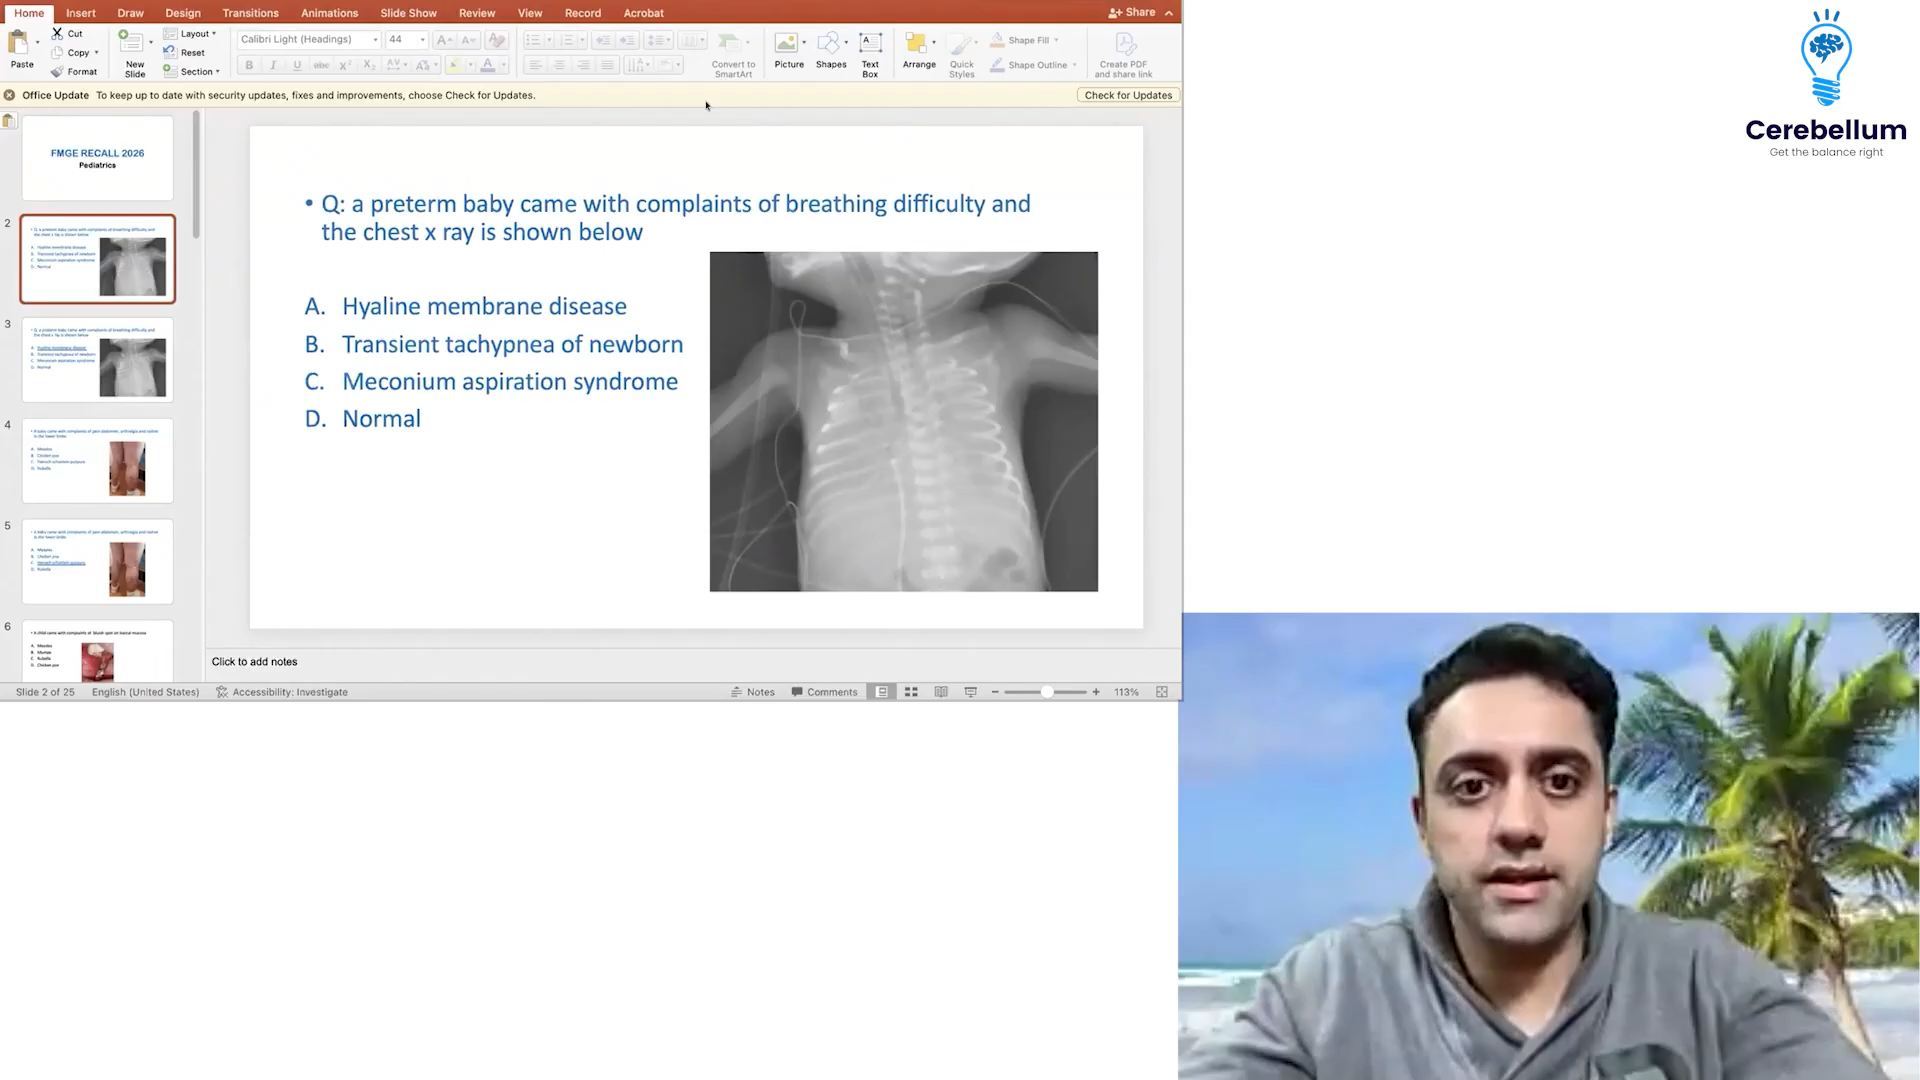 Home Insert Draw Design Transitions Animations Slide Show Review View Record Acrobat Share
Paste
Cut
Copy
Format
New Slide
Layout
Reset
Section
Calibri Light (Headings) 44
Convert to SmartArt
Picture
Shapes
Text Box
Arrange
Quick Styles
Shape Fill
Shape Outline
Create PDF and share link
Office Update To keep up to date with security updates, fixes and improvements, choose Check for Updates.
Check for Updates
FMGE RECALL 2026
Pediatrics
2
3
4
5
6
• Q: a preterm baby came with complaints of breathing difficulty and
the chest x ray is shown below
A. Hyaline membrane disease
B. Transient tachypnea of newborn
C. Meconium aspiration syndrome
D. Normal
Click to add notes
Slide 2 of 25 English (United States) Accessibility: Investigate Notes Comments 113%
Cerebellum
Get the balance right